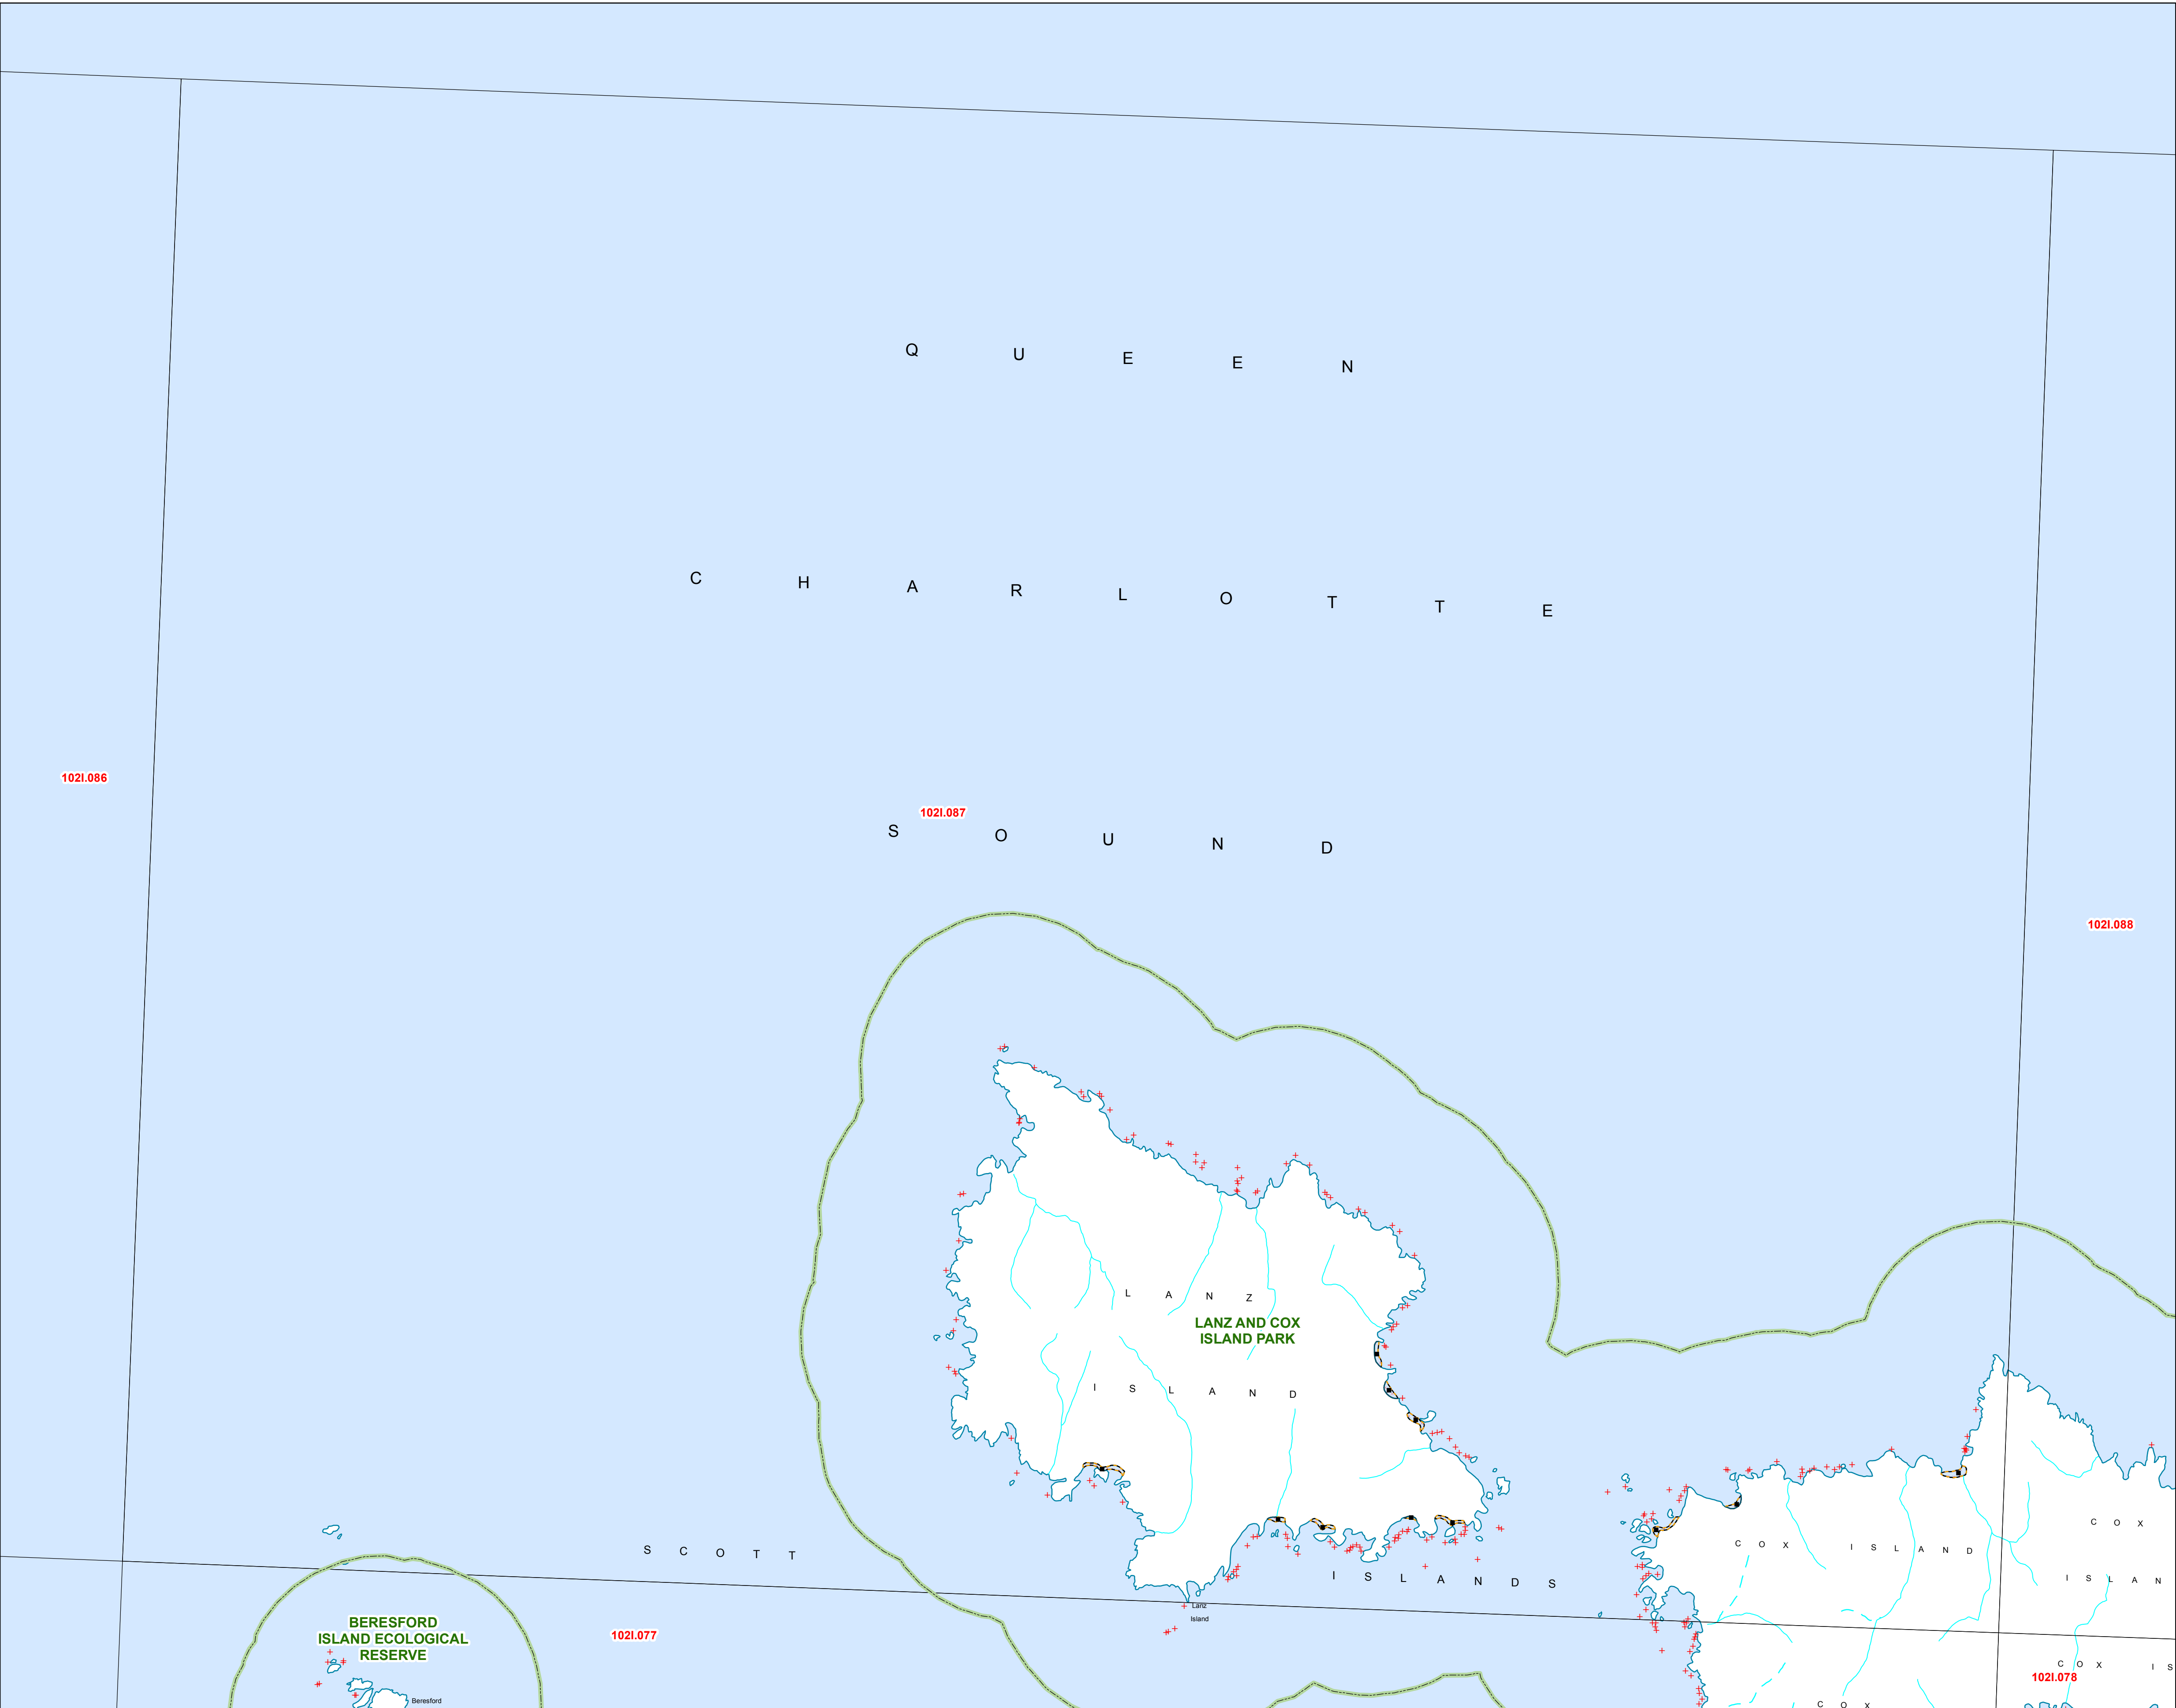 QUEEN
CHARLOTTE
102I.086
102I.087
SOUND
102I.088
LANZ
LANZ AND COX
ISLAND PARK
ISLAND
COX
COX ISLAND
SCOTT
ISLANDS
ISLAN
Lanz
Island
BERESFORD
ISLAND ECOLOGICAL
RESERVE
102I.077
COX IS
102I.078
Beresford
COX